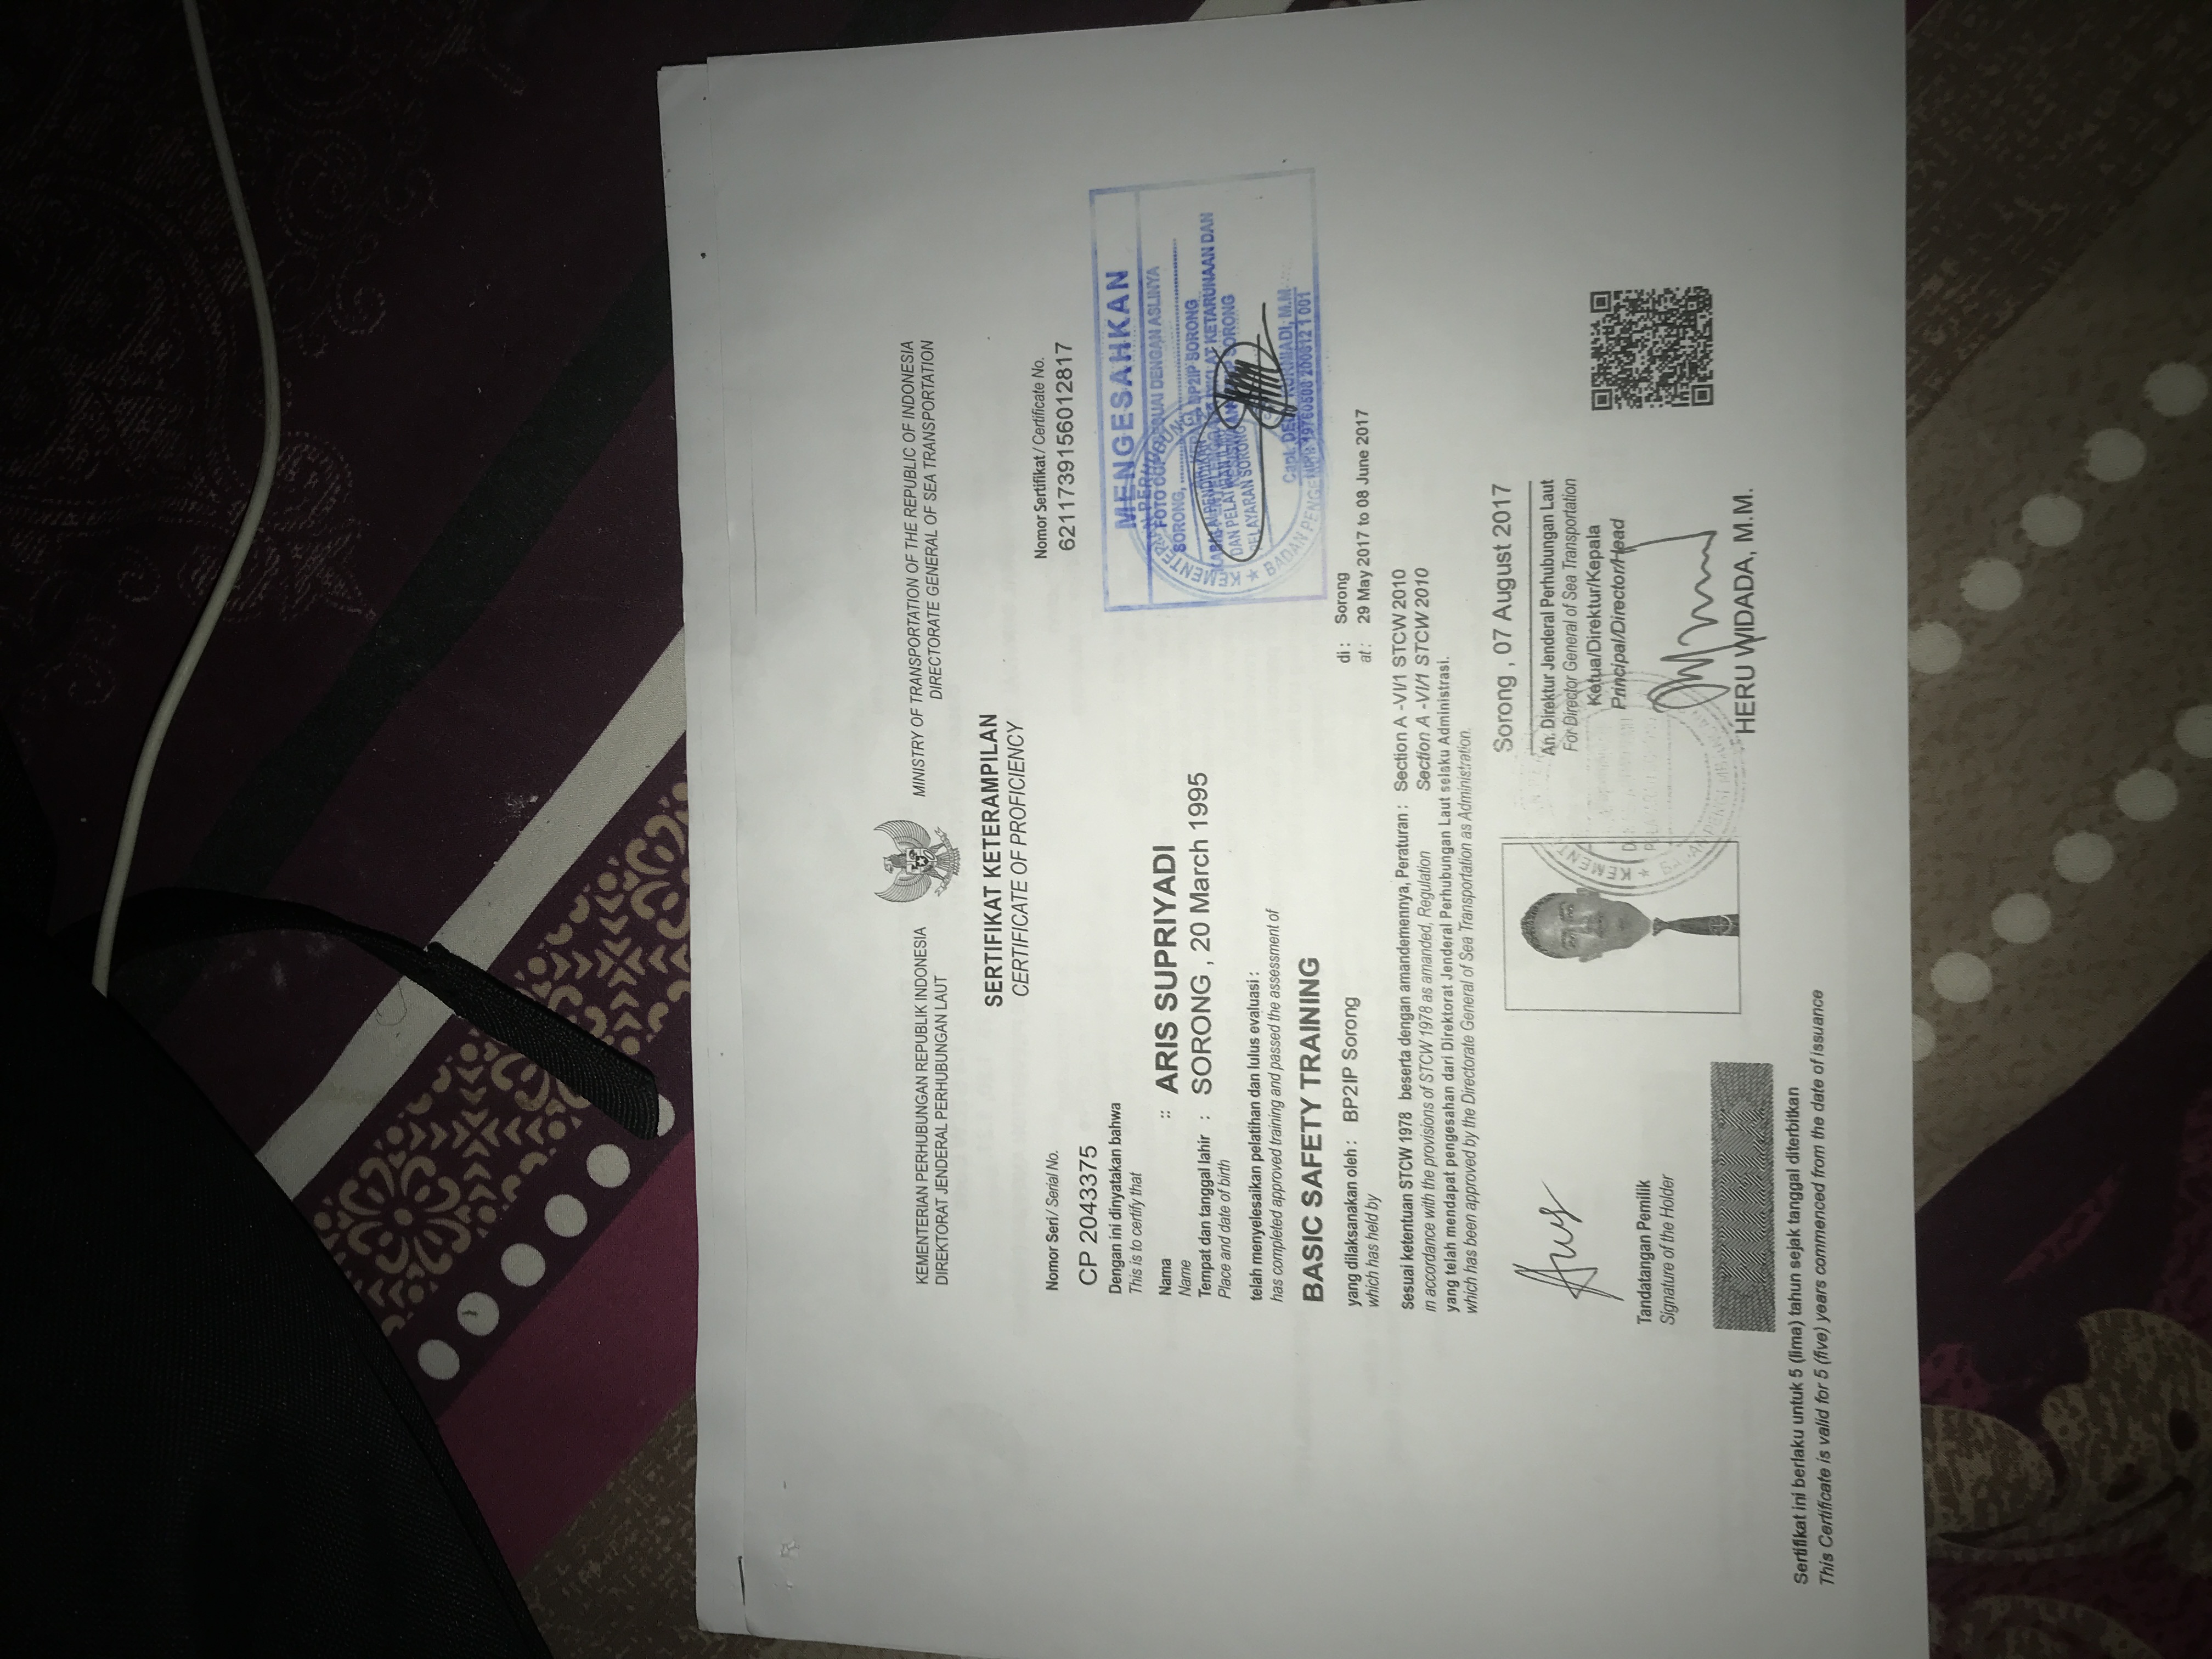 KEMENTERIAN PERHUBUNGAN REPUBLIK INDONESIA
DIREKTORAT JENDERAL PERHUBUNGAN LAUT
MINISTRY OF TRANSPORTATION OF THE REPUBLIC OF INDONESIA
DIRECTORATE GENERAL OF SEA TRANSPORTATION
SERTIFIKAT KETERAMPILAN
CERTIFICATE OF PROFICIENCY
Nomor Seri / Serial No.
CP 2043375
Nomor Sertifikat / Certificate No.
6211739156012817
Dengan ini dinyatakan bahwa
This is to certify that
Nama :: ARIS SUPRIYADI
Name
Tempat dan tanggal lahir : SORONG , 20 March 1995
Place and date of birth
MENGESAHKAN
FOTO COPY SESUAI DENGAN ASLINYA
SORONG, ........................
BP2IP SORONG
KETARUNAAN DAN
SORONG
DAN PELATIHAN ILMU
PELAYARAN SORONG
Capt. KURNIADI, M.M
19760508 200812 1 001
telah menyelesaikan pelatihan dan lulus evaluasi :
has completed approved training and passed the assessment of
BASIC SAFETY TRAINING
yang dilaksanakan oleh : BP2IP Sorong
which has held by
di : Sorong
at : 29 May 2017 to 08 June 2017
Sesuai ketentuan STCW 1978 beserta dengan amandemennya, Peraturan : Section A -VI/1 STCW 2010
in accordance with the provisions of STCW 1978 as amanded, Regulation Section A -VI/1 STCW 2010
yang telah mendapat pengesahan dari Direktorat Jenderal Perhubungan Laut selaku Administrasi.
which has been approved by the Directorate General of Sea Transportation as Administration.
Sorong , 07 August 2017
An. Direktur Jenderal Perhubungan Laut
For Director General of Sea Transportation
Ketua/Direktur/Kepala
Principal/Director/Head
Tandatangan Pemilik
Signature of the Holder
HERU WIDADA, M.M.
Sertifikat ini berlaku untuk 5 (lima) tahun sejak tanggal diterbitkan
This Certificate is valid for 5 (five) years commenced from the date of issuance